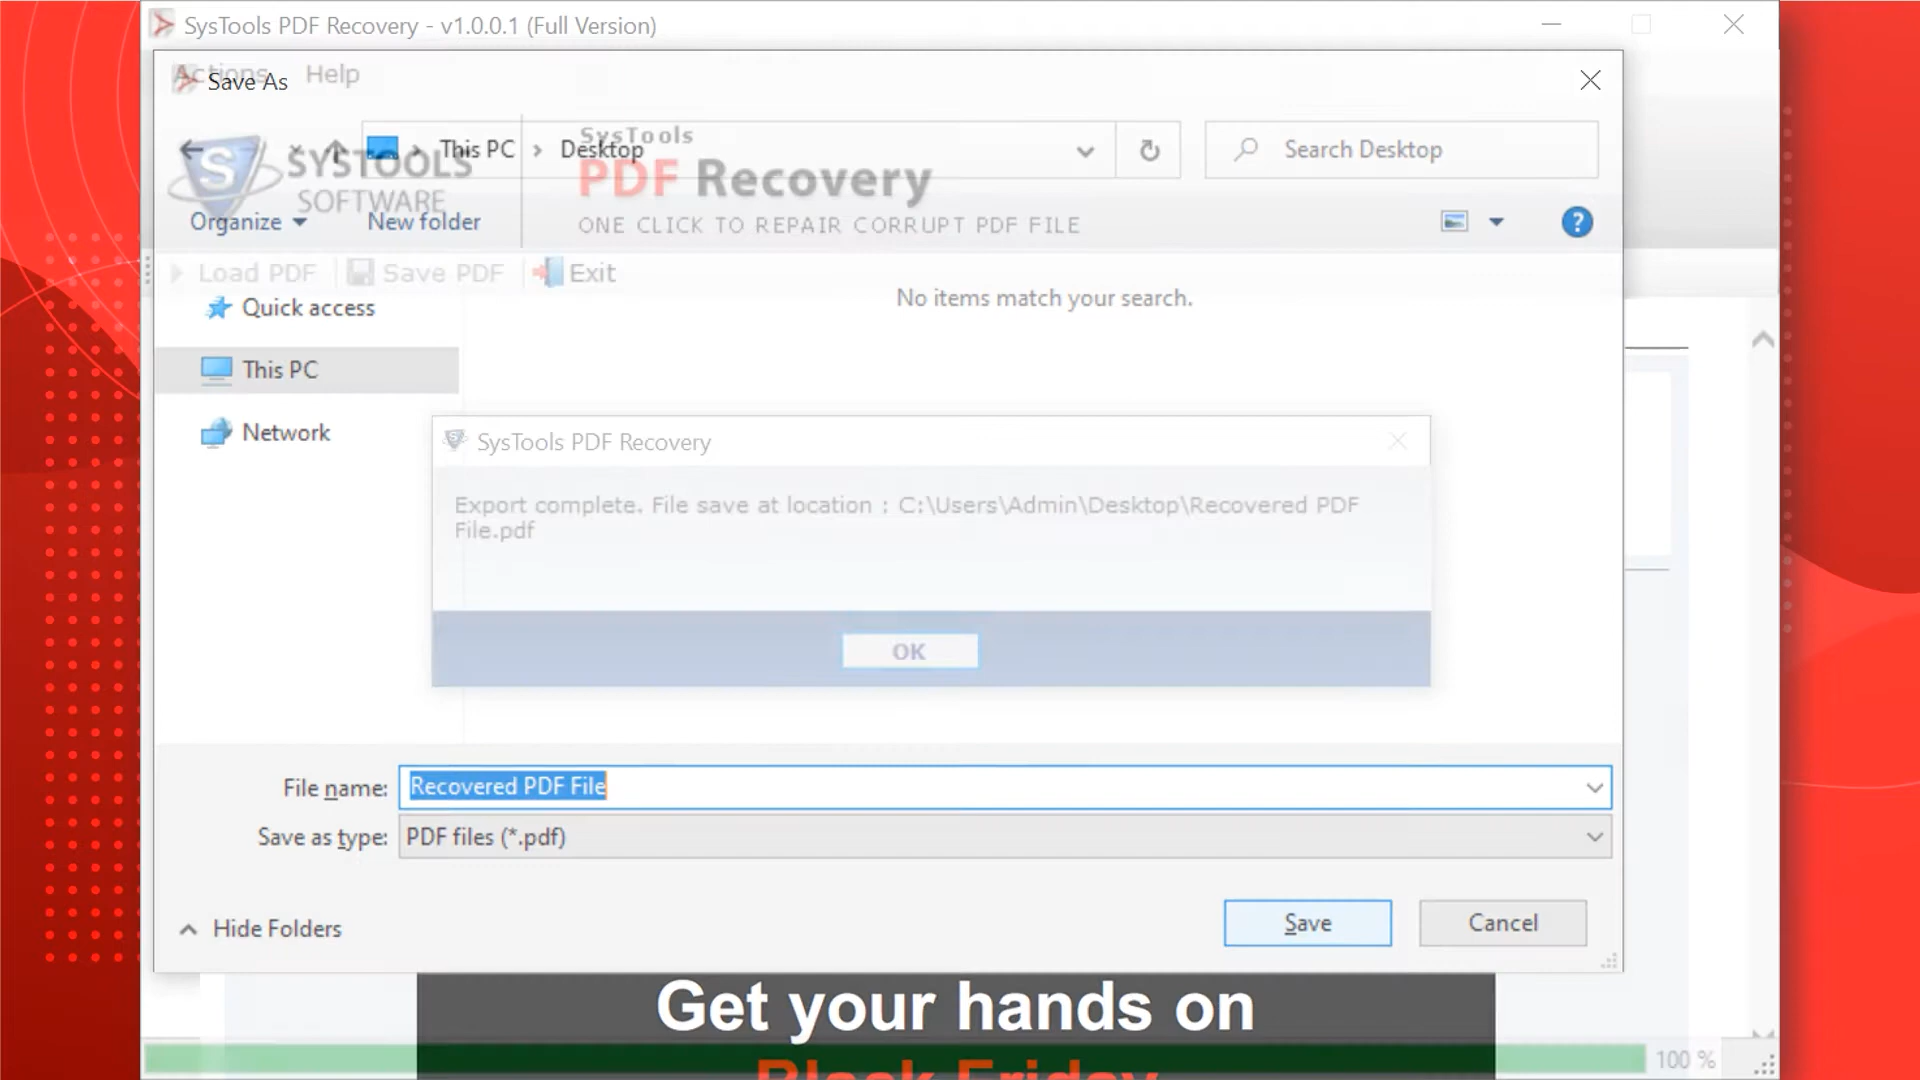 SysTools PDF Recovery - v1.0.0.1 (Full Version)
Actions Help
Save As
This PC › Desktop
Search Desktop
SYSTOOLS
SOFTWARE
SysTools
PDF Recovery
ONE CLICK TO REPAIR CORRUPT PDF FILE
Organize
New folder
Load PDF
Save PDF
Exit
Quick access
This PC
Network
No items match your search.
SysTools PDF Recovery
Export complete. File save at location : C:\Users\Admin\Desktop\Recovered PDF
File.pdf
OK
File name: Recovered PDF File
Save as type: PDF files (*.pdf)
Hide Folders
Save
Cancel
Get your hands on
Black Friday
100 %